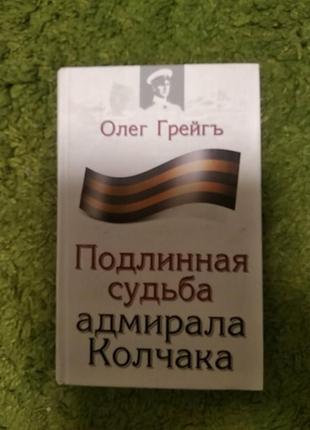 Олег Грейгъ
Подлинная
судьба
адмирала
Колчака